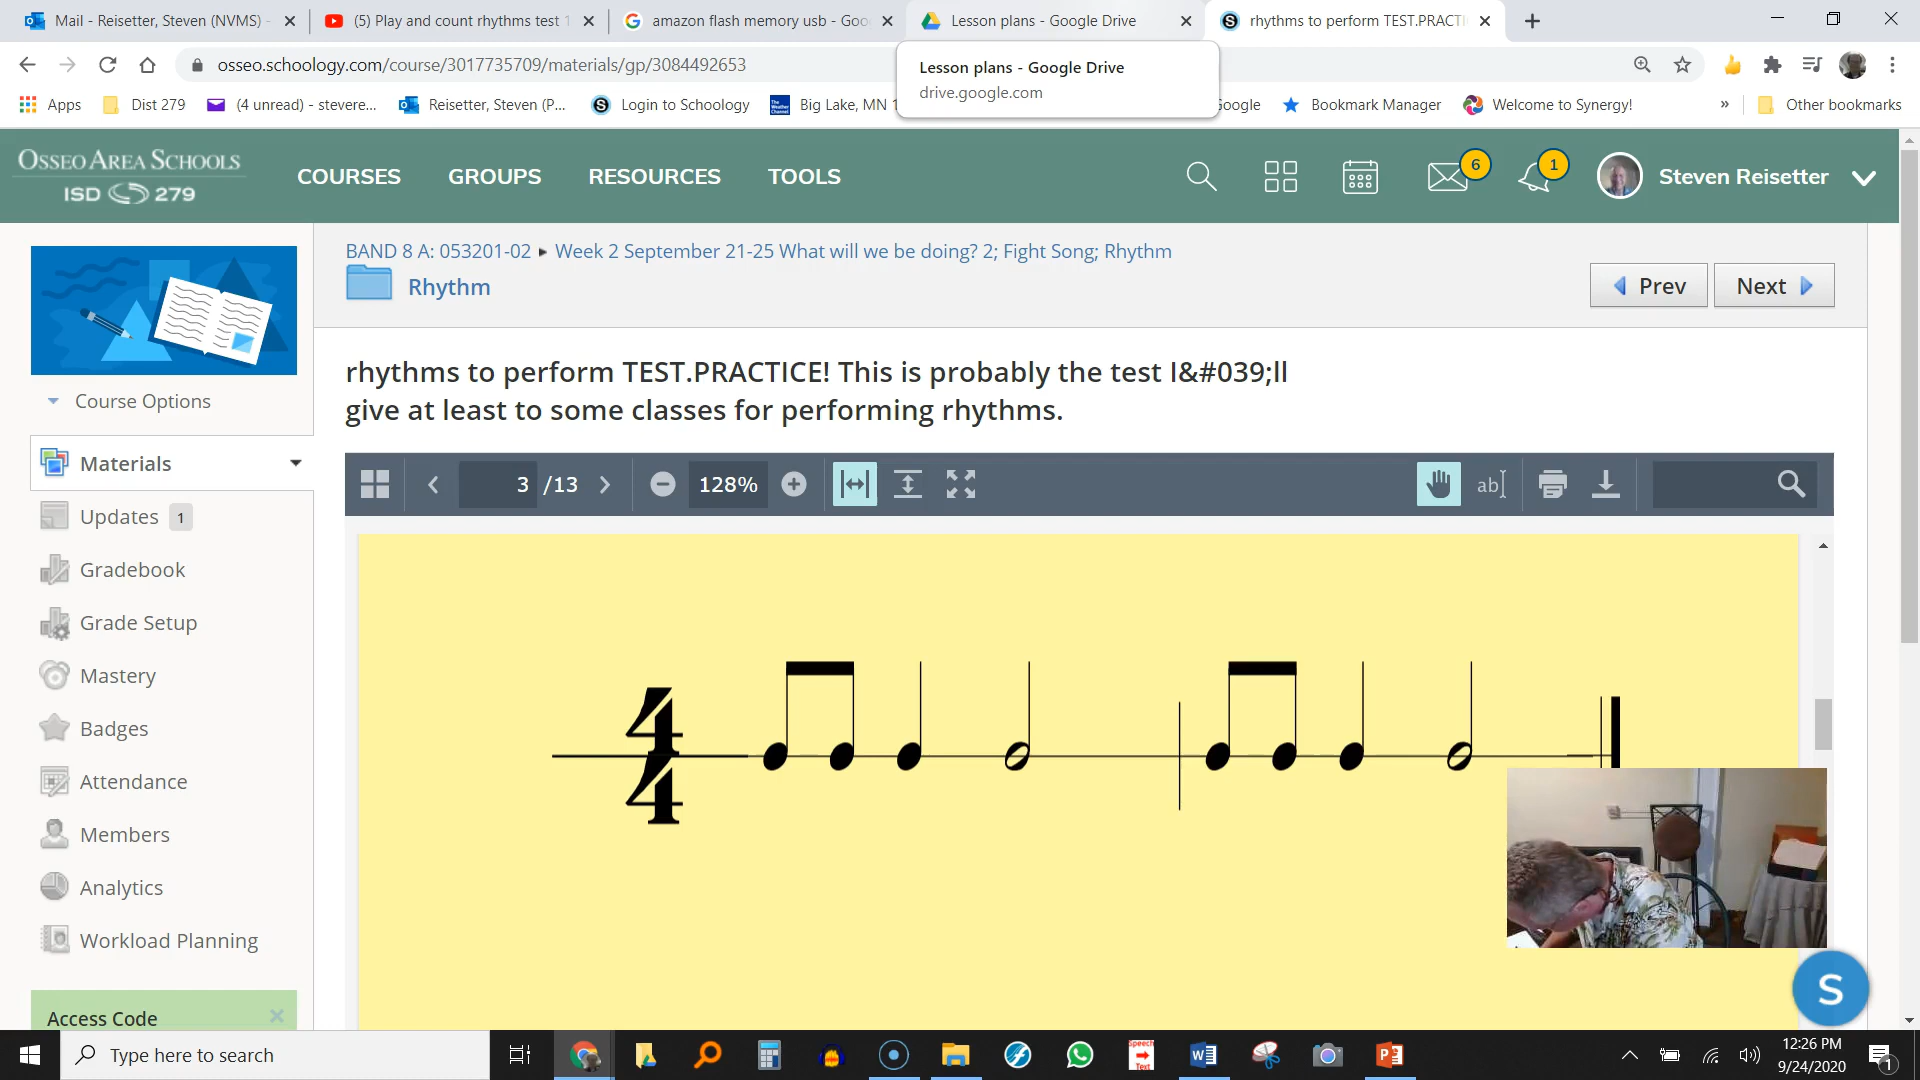 Mail - Reisetter, Steven (NVMS) -
(5) Play and count rhythms test 1
amazon flash memory usb - Goo
Lesson plans - Google Drive
rhythms to perform TEST.PRACTI
osseo.schoology.com/course/3017735709/materials/gp/3084492653
Lesson plans - Google Drive
drive.google.com
Apps
Dist 279
(4 unread) - stevere...
Reisetter, Steven (P...
Login to Schoology
Big Lake, MN 1
oogle
Bookmark Manager
Welcome to Synergy!
»
Other bookmarks
OSSEO AREA SCHOOLS
ISD 279
COURSES
GROUPS
RESOURCES
TOOLS
6
1
Steven Reisetter
BAND 8 A: 053201-02 ▸ Week 2 September 21-25 What will we be doing? 2; Fight Song; Rhythm
Rhythm
Prev
Next
rhythms to perform TEST.PRACTICE! This is probably the test I&#039;ll
give at least to some classes for performing rhythms.
Course Options
Materials
Updates 1
Gradebook
Grade Setup
Mastery
Badges
Attendance
Members
Analytics
Workload Planning
Access Code
3 /13
128%
ab
4
4
S
Type here to search
Speech
Text
12:26 PM
9/24/2020
1